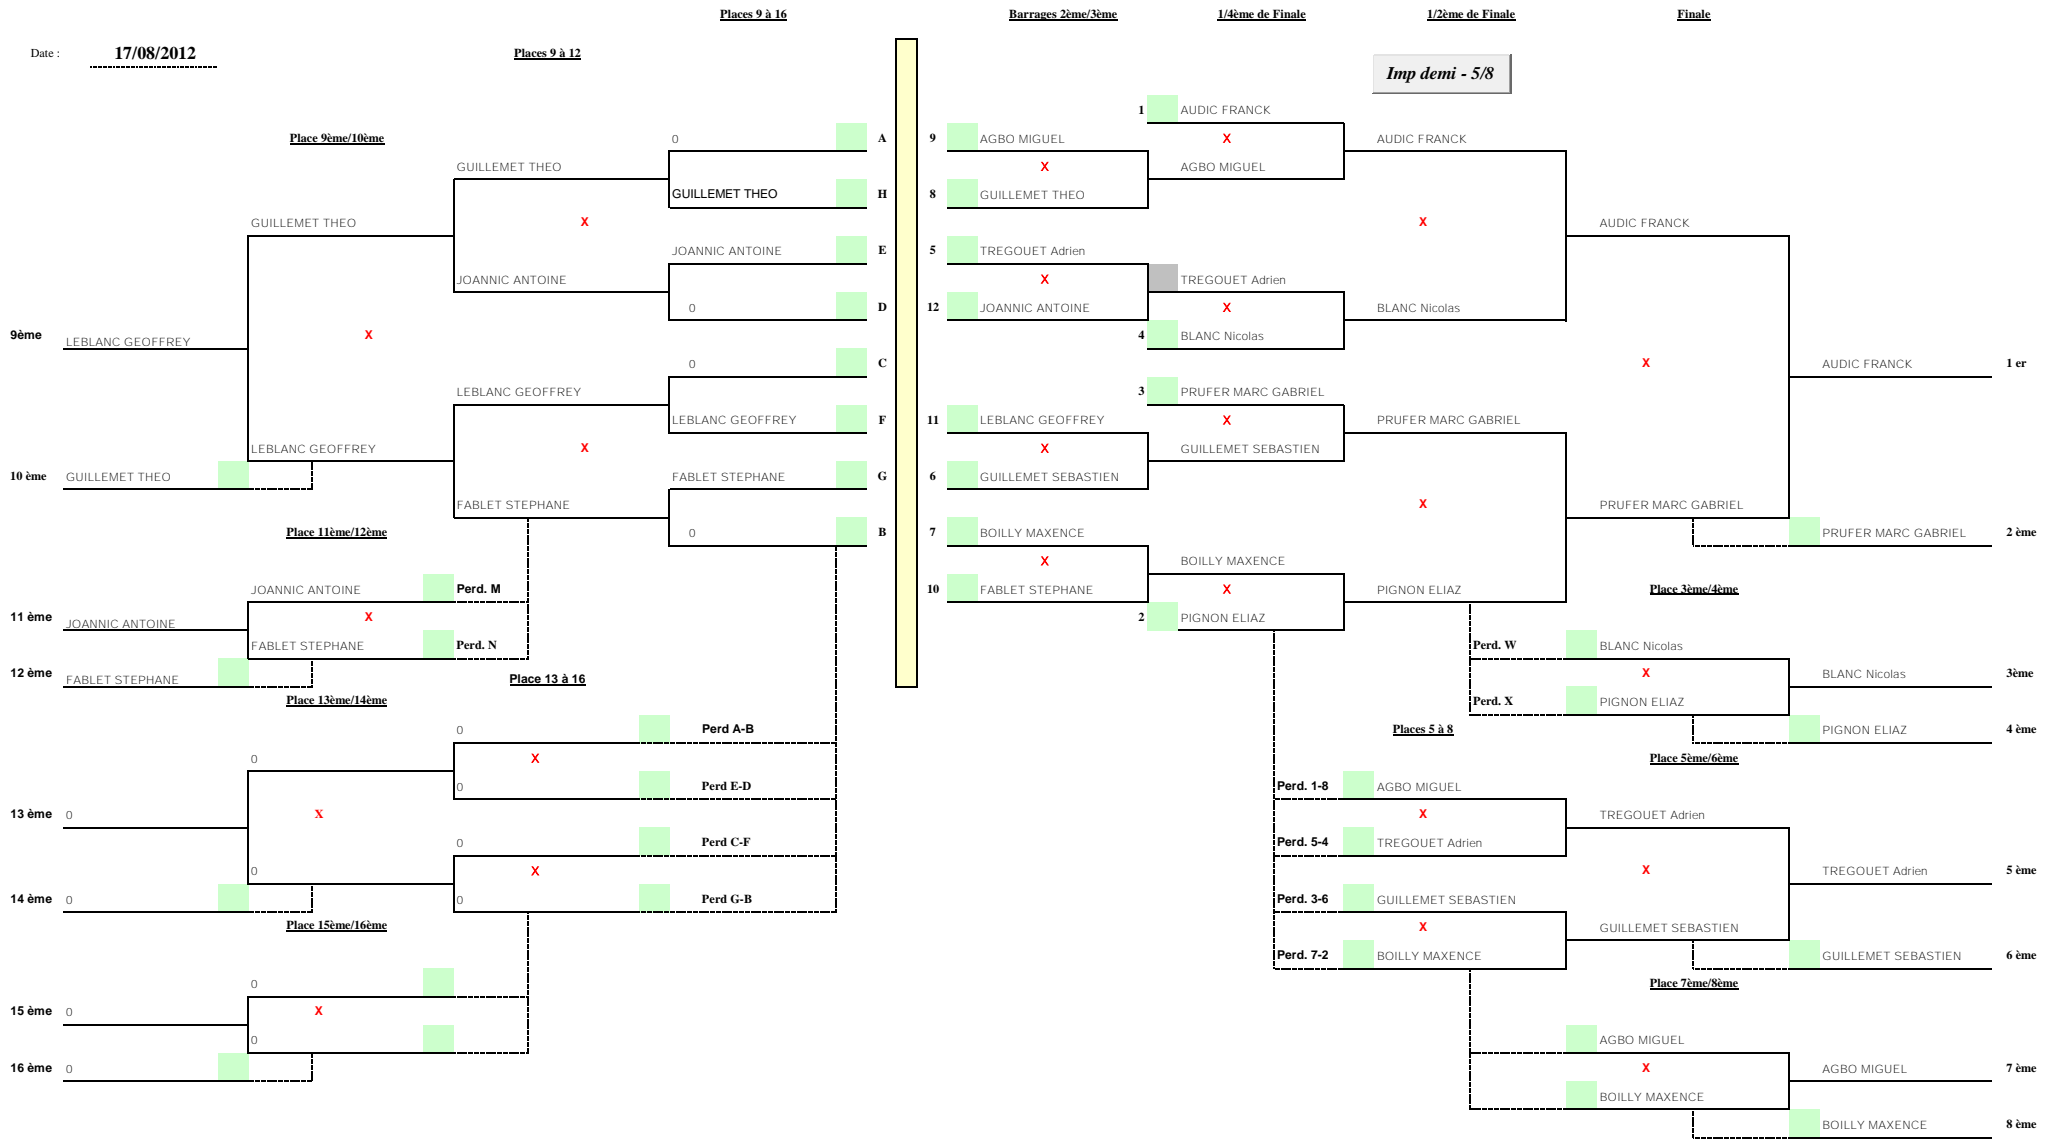 Places 9 à 16 Barrages 2ème/3ème 1/4ème de Finale 1/2ème de Finale Finale
Date : 17/08/2012 Places 9 à 12
Imp demi - 5/8
1 AUDIC FRANCK
Place 9ème/10ème 0 A 9 AGBO MIGUEL X AUDIC FRANCK
GUILLEMET THEO X AGBO MIGUEL
GUILLEMET THEO H 8 GUILLEMET THEO
GUILLEMET THEO X X AUDIC FRANCK
JOANNIC ANTOINE E 5 TREGOUET Adrien
JOANNIC ANTOINE X TREGOUET Adrien
0 D 12 JOANNIC ANTOINE X BLANC Nicolas
9ème LEBLANC GEOFFREY X 4 BLANC Nicolas
0 C X AUDIC FRANCK 1 er
LEBLANC GEOFFREY 3 PRUFER MARC GABRIEL
LEBLANC GEOFFREY F 11 LEBLANC GEOFFREY X PRUFER MARC GABRIEL
LEBLANC GEOFFREY X X GUILLEMET SEBASTIEN
10 ème GUILLEMET THEO FABLET STEPHANE G 6 GUILLEMET SEBASTIEN
FABLET STEPHANE X PRUFER MARC GABRIEL
Place 11ème/12ème 0 B 7 BOILLY MAXENCE PRUFER MARC GABRIEL 2 ème
X BOILLY MAXENCE
JOANNIC ANTOINE Perd. M 10 FABLET STEPHANE X PIGNON ELIAZ Place 3ème/4ème
11 ème JOANNIC ANTOINE X 2 PIGNON ELIAZ
FABLET STEPHANE Perd. N Perd. W BLANC Nicolas
12 ème FABLET STEPHANE Place 13 à 16 X BLANC Nicolas 3ème
Place 13ème/14ème Perd. X PIGNON ELIAZ
0 Perd A-B Places 5 à 8 PIGNON ELIAZ 4 ème
0 X Place 5ème/6ème
0 Perd E-D Perd. 1-8 AGBO MIGUEL
13 ème 0 X X TREGOUET Adrien
0 Perd C-F Perd. 5-4 TREGOUET Adrien
0 X X TREGOUET Adrien 5 ème
14 ème 0 0 Perd G-B Perd. 3-6 GUILLEMET SEBASTIEN
Place 15ème/16ème X GUILLEMET SEBASTIEN
Perd. 7-2 BOILLY MAXENCE GUILLEMET SEBASTIEN 6 ème
0 Place 7ème/8ème
15 ème 0 X
0 AGBO MIGUEL
16 ème 0 X AGBO MIGUEL 7 ème
BOILLY MAXENCE
BOILLY MAXENCE 8 ème